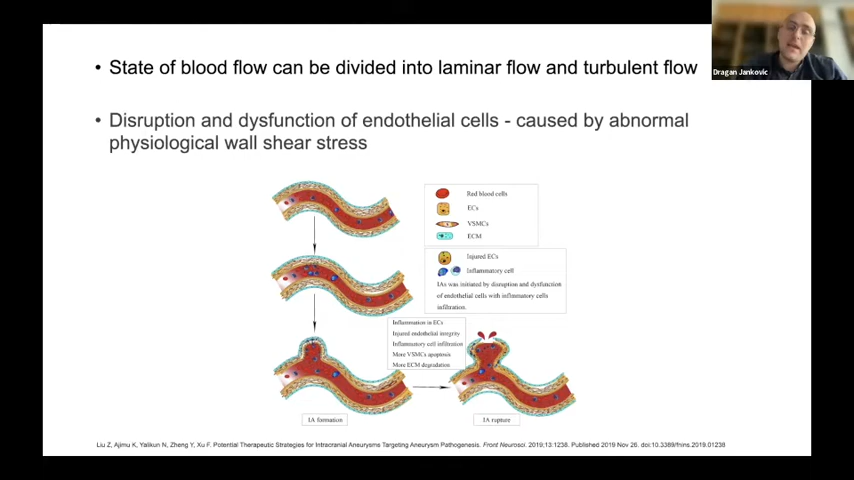 • State of blood flow can be divided into laminar flow and turbulent flow
Dragan Jankovic
• Disruption and dysfunction of endothelial cells - caused by abnormal
physiological wall shear stress
Red blood cells
ECs
VSMCs
ECM
Injured ECs
Inflammatory cell
IAs was initiated by disruption and dysfunction
of endothelial cells with inflammatory cells
infiltration.
Inflammation in ECs
Injured endothelial integrity
Inflammatory cell infiltration
More VSMCs apoptosis
More ECM degradation
IA formation
IA rupture
Liu Z, Ajimu K, Yalikun N, Zheng Y, Xu F. Potential Therapeutic Strategies for Intracranial Aneurysms Targeting Aneurysm Pathogenesis. Front Neurosci. 2019;13:1238. Published 2019 Nov 26. doi:10.3389/fnins.2019.01238